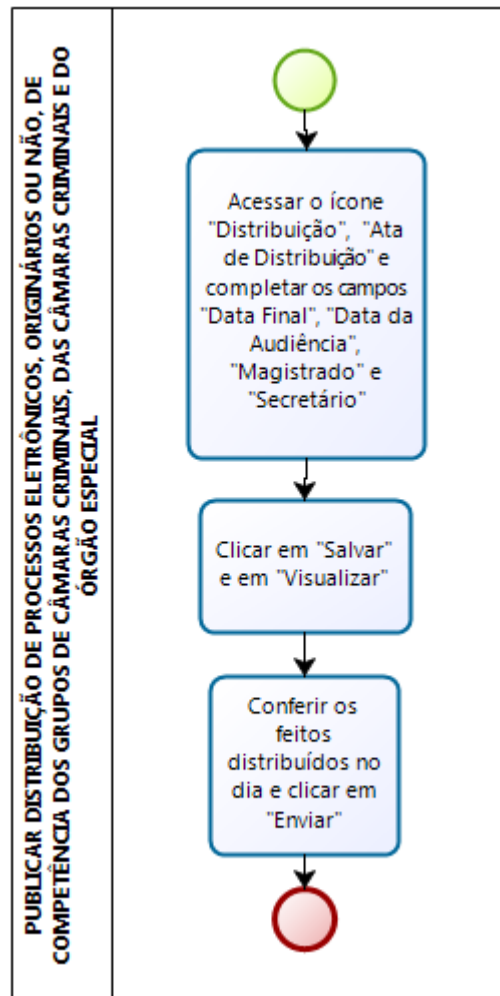 PUBLICAR DISTRIBUIÇÃO DE PROCESSOS ELETRÔNICOS, ORIGINÁRIOS OU NÃO, DE
COMPETÊNCIA DOS GRUPOS DE CÂMARAS CRIMINAIS, DAS CÂMARAS CRIMINAIS E DO
ÓRGÃO ESPECIAL
Acessar o ícone
"Distribuição", "Ata
de Distribuição" e
completar os campos
"Data Final", "Data da
Audiência",
"Magistrado" e
"Secretário"
Clicar em "Salvar"
e em "Visualizar"
Conferir os
feitos
distribuídos no
dia e clicar em
"Enviar"